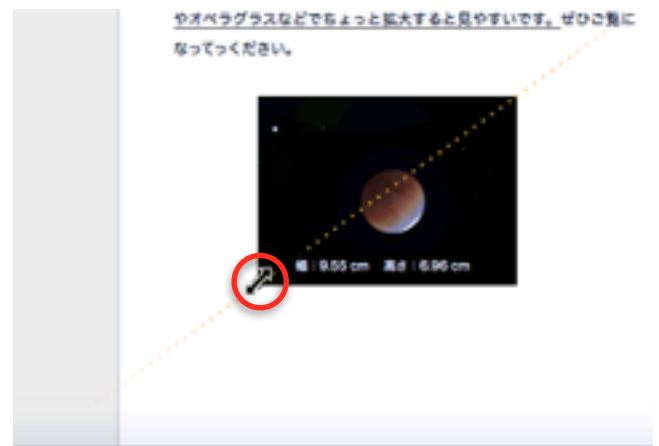 やオペラグラスなどでちょっと拡大すると見やすいです。ぜひご覧に
なってっください。
幅：9.55 cm 高さ：6.96 cm